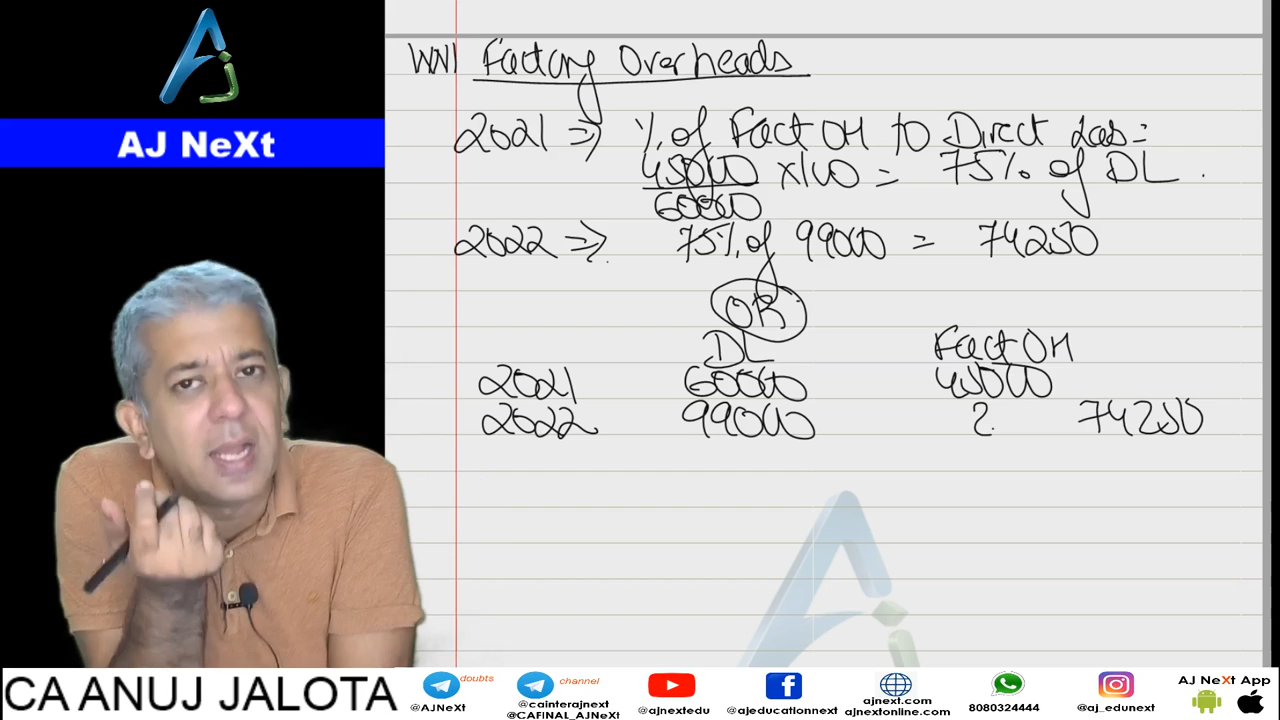 AJ NeXt
WN1 Factory Overheads
2021 ⇒ % of Fact OH to Direct Lab =
45000 x100 = 75% of DL.
60000
2022 ⇒ 75% of 99000 = 74250
OR
DL Fact OH
2021 60000 45000
2022 99000 ? 74250
CA ANUJ JALOTA
doubts
@AJNeXt
channel
@cainterajnext
@CAFINAL_AJNeXt
@ajnextedu
@ajeducationnext
ajnext.com
ajnextonline.com
8080324444
@aj_edunext
AJ NeXt App